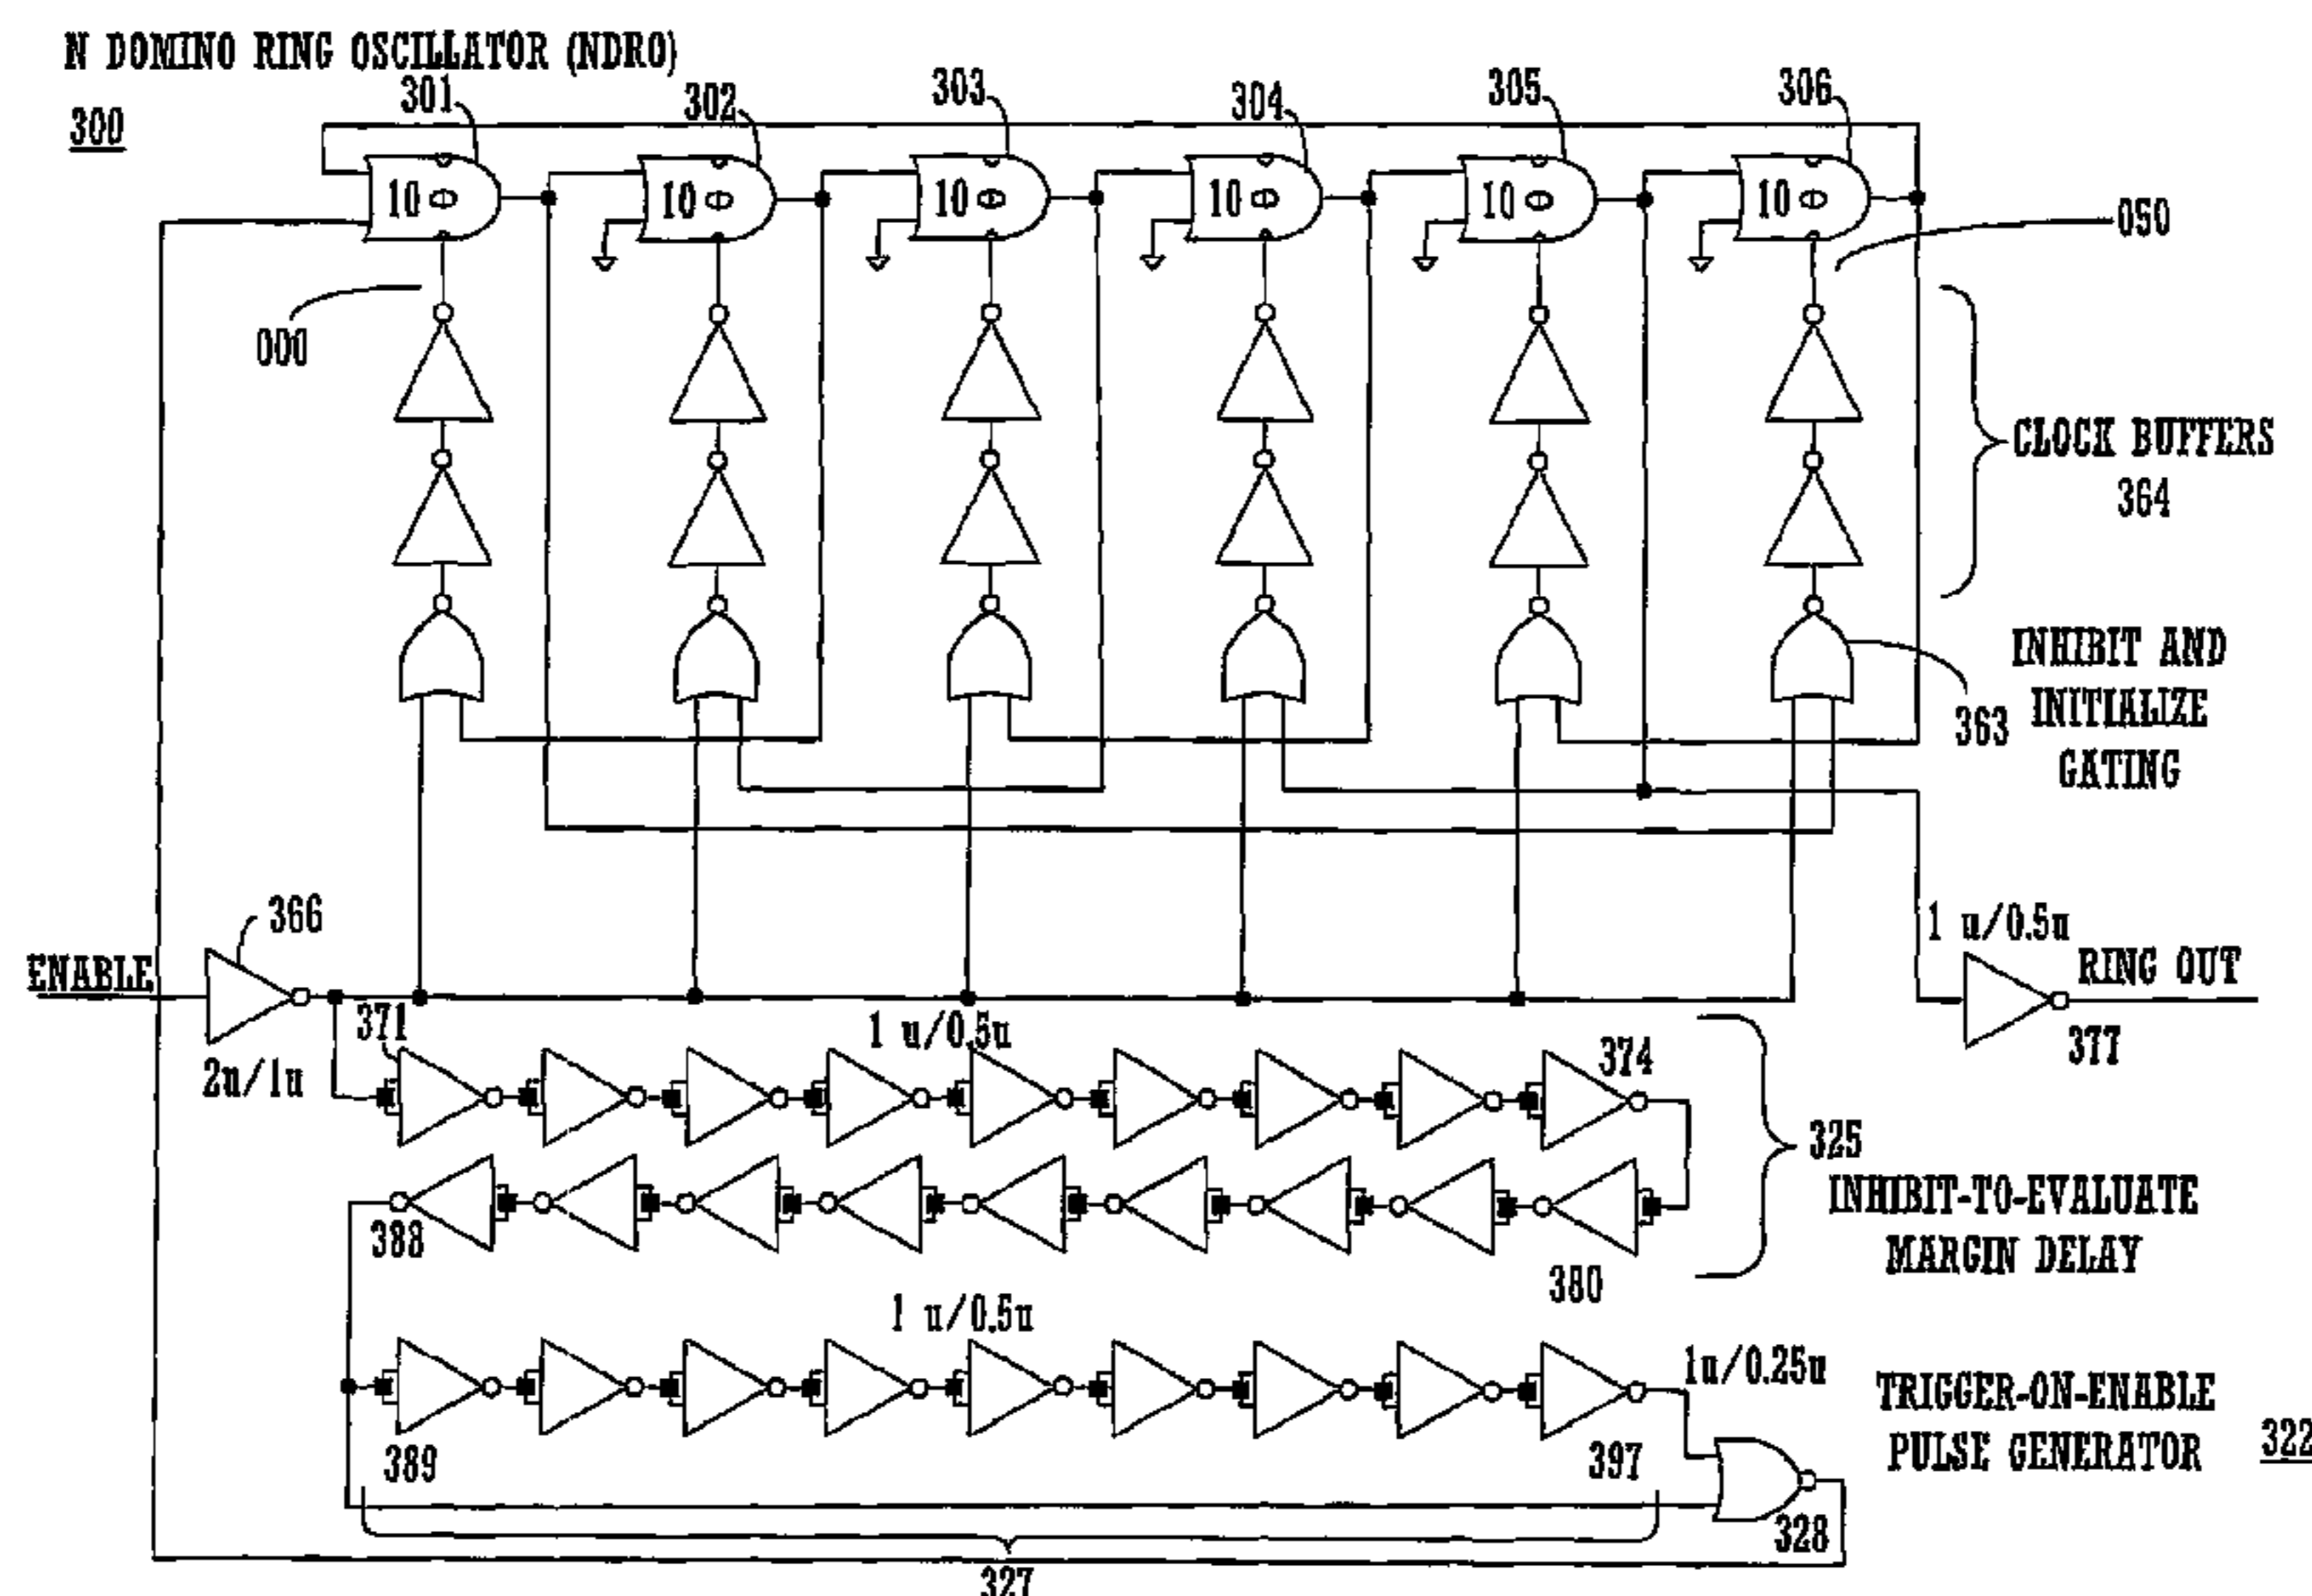 N DOMINO RING OSCILLATOR (NDRO)
300
301
302
303
304
305
306
10 Φ
10 Φ
10 Φ
10 Φ
10 Φ
10 Φ
000
050
CLOCK BUFFERS
364
INHIBIT AND
INITIALIZE
GATING
363
366
ENABLE
2u/1u
1 u/0.5u
RING OUT
377
371
1 u/0.5u
374
325
INHIBIT-TO-EVALUATE
MARGIN DELAY
388
380
1 u/0.5u
1u/0.25u
TRIGGER-ON-ENABLE
PULSE GENERATOR
322
389
397
328
327